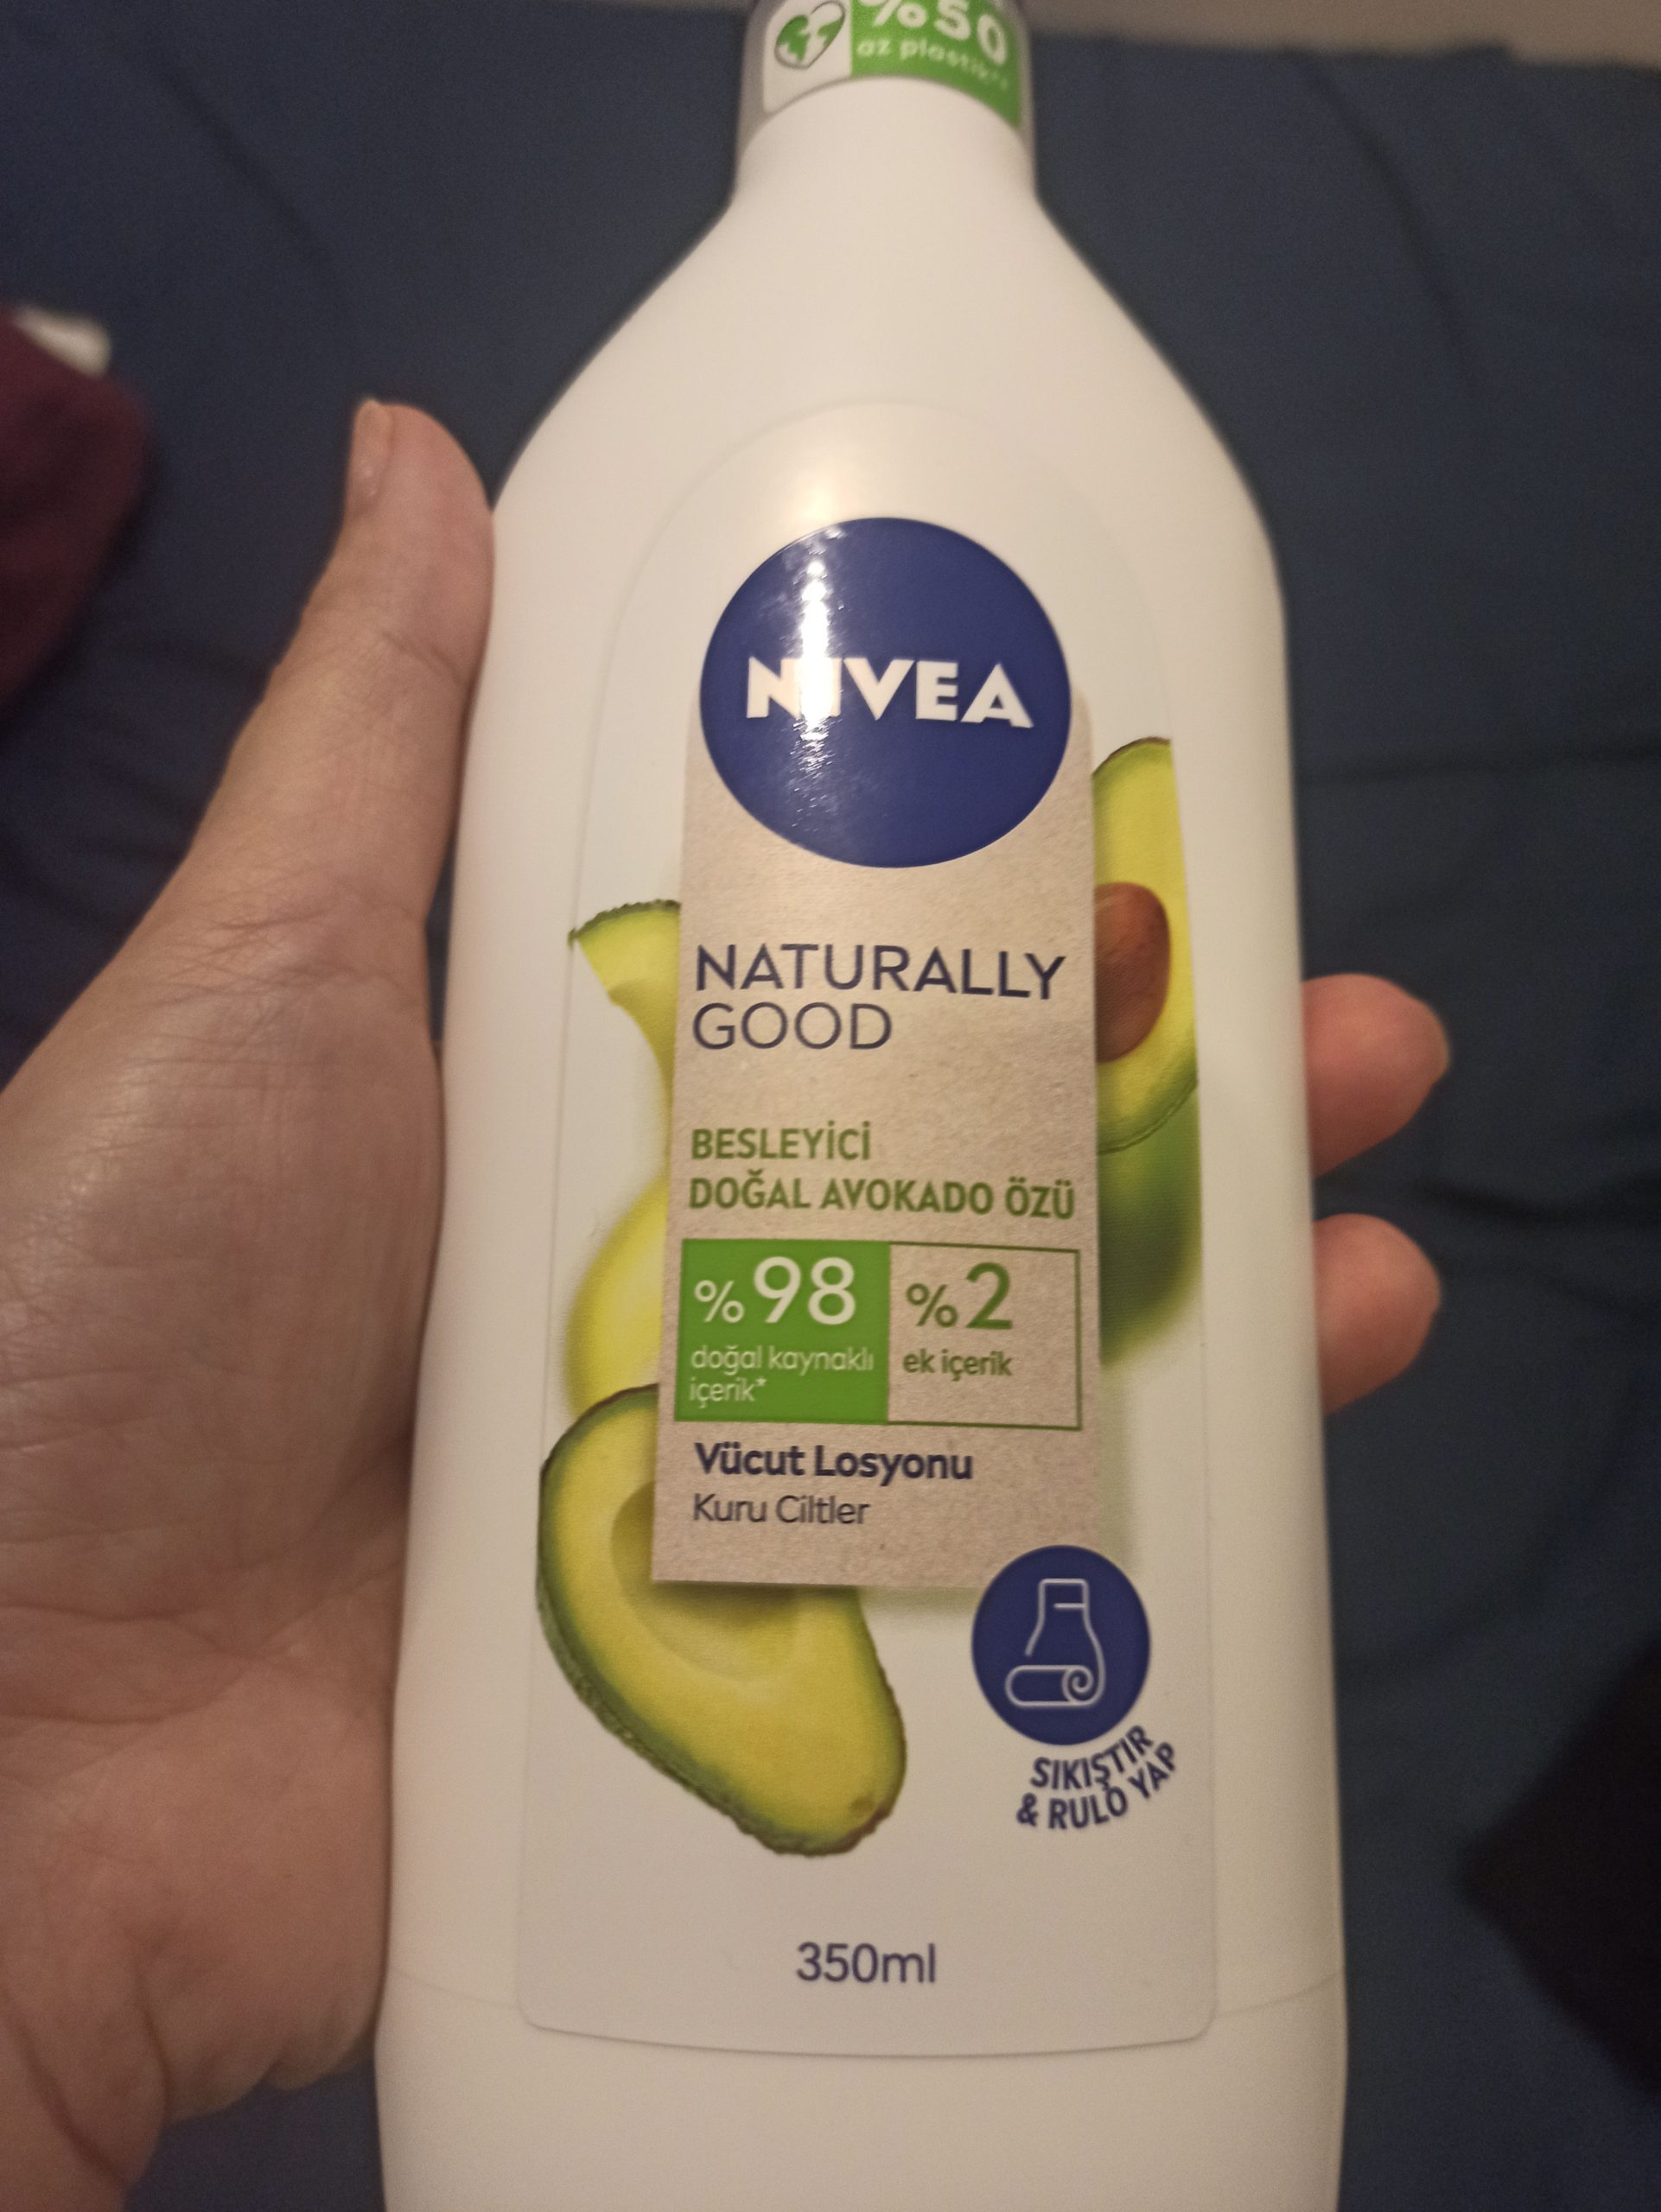 %50
az plastik**
NIVEA
NATURALLY
GOOD
BESLEYİCİ
DOĞAL AVOKADO ÖZÜ
%98
doğal kaynaklı
içerik*
%2
ek içerik
Vücut Losyonu
Kuru Ciltler
SIKIŞTIR
& RULO YAP
350ml